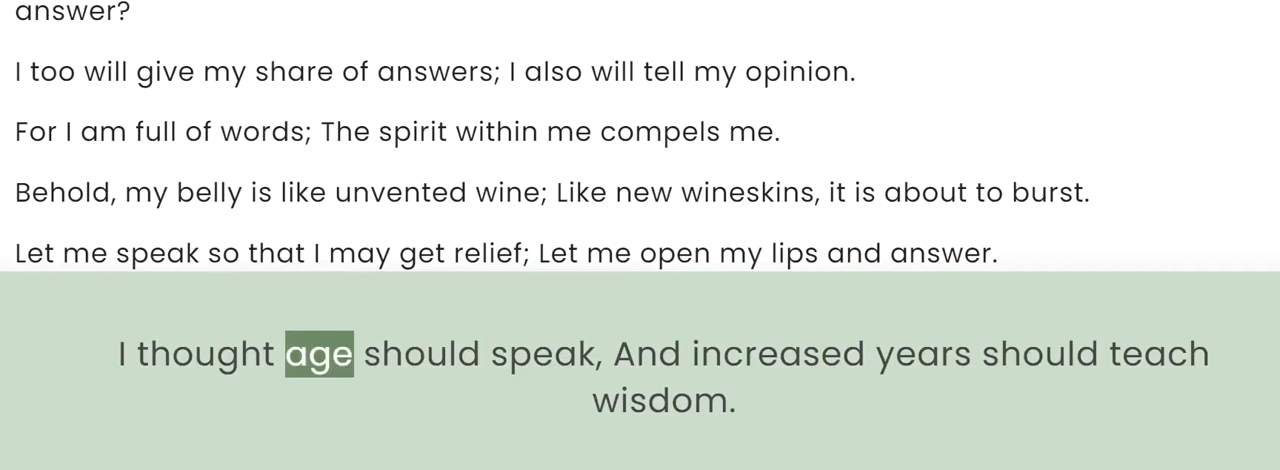 answer?
I too will give my share of answers; I also will tell my opinion.
For I am full of words; The spirit within me compels me.
Behold, my belly is like unvented wine; Like new wineskins, it is about to burst.
Let me speak so that I may get relief; Let me open my lips and answer.
I thought age should speak, And increased years should teach
wisdom.